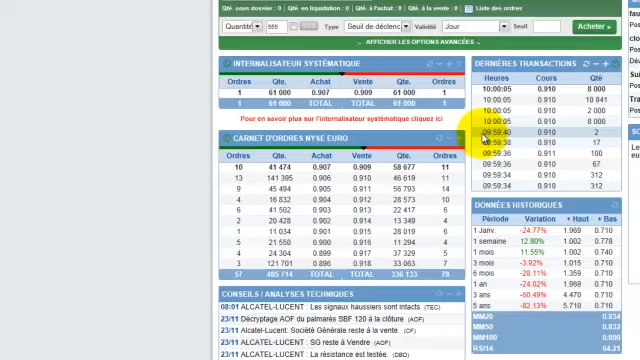 Qté. sous dossier : 0 | Qté. en liquidation : 0 | Qté. à l'achat : 0 | Qté. à la vente : 0 | Liste des ordres
Quantité 555 Type Seuil de déclenc Validité Jour Seuil Acheter »
AFFICHER LES OPTIONS AVANCÉES
INTERNALISEUR SYSTÉMATIQUE
Ordres Qte. Achat Vente Qte. Ordres
1 61 000 0.907 0.909 61 000 1
1 61 000 TOTAL TOTAL 61 000 1
Pour en savoir plus sur l'internaliseur systématique cliquez ici
CARNET D'ORDRES NYSE EURO
Ordres Qte. Achat Vente Qte. Ordres
10 41 474 0.907 0.909 58 677 11
13 141 395 0.906 0.910 46 619 11
9 45 494 0.905 0.911 56 793 14
4 16 832 0.904 0.912 28 573 10
6 41 502 0.903 0.913 22 417 6
2 20 428 0.902 0.914 13 349 4
1 11 034 0.901 0.915 28 019 5
5 21 550 0.900 0.916 11 294 4
4 24 330 0.899 0.917 37 532 6
3 121 701 0.896 0.918 33 063 7
57 485 714 TOTAL TOTAL 336 133 78
CONSEILS / ANALYSES TECHNIQUES
08:01 ALCATEL-LUCENT : Les signaux haussiers sont intacts (TEC)
23/11 Décryptage AOF du palmarès SBF 120 à la clôture (AOF)
23/11 Alcatel-Lucent: Société Générale reste à la vente. (CF)
23/11 ALCATEL-LUCENT : SG reste à Vendre (AOF)
23/11 ALCATEL-LUCENT : La résistance est testée. (DBO)
DERNIÈRES TRANSACTIONS
Heures Cours Qté
10:00:05 0.910 8 000
10:00:05 0.910 10 941
10:00:05 0.910 2 000
10:00:05 0.910 8 000
09:59:40 0.910 2
09:59:38 0.910 17
09:59:36 0.911 100
09:59:36 0.910 67
09:59:34 0.910 312
09:59:34 0.910 312
DONNÉES HISTORIQUES
Période Variation + Haut + Bas
1 Janv. -24.77% 1.969 0.710
1 semaine 12.80% 1.002 0.778
1 mois 11.55% 1.002 0.740
3 mois -3.92% 1.015 0.710
6 mois -28.11% 1.359 0.710
1 an -24.02% 1.969 0.710
3 ans -60.49% 4.470 0.710
5 ans -82.13% 5.710 0.710
MM20 0.834
MM50 0.832
MM100 0.890
RSI14 64.21